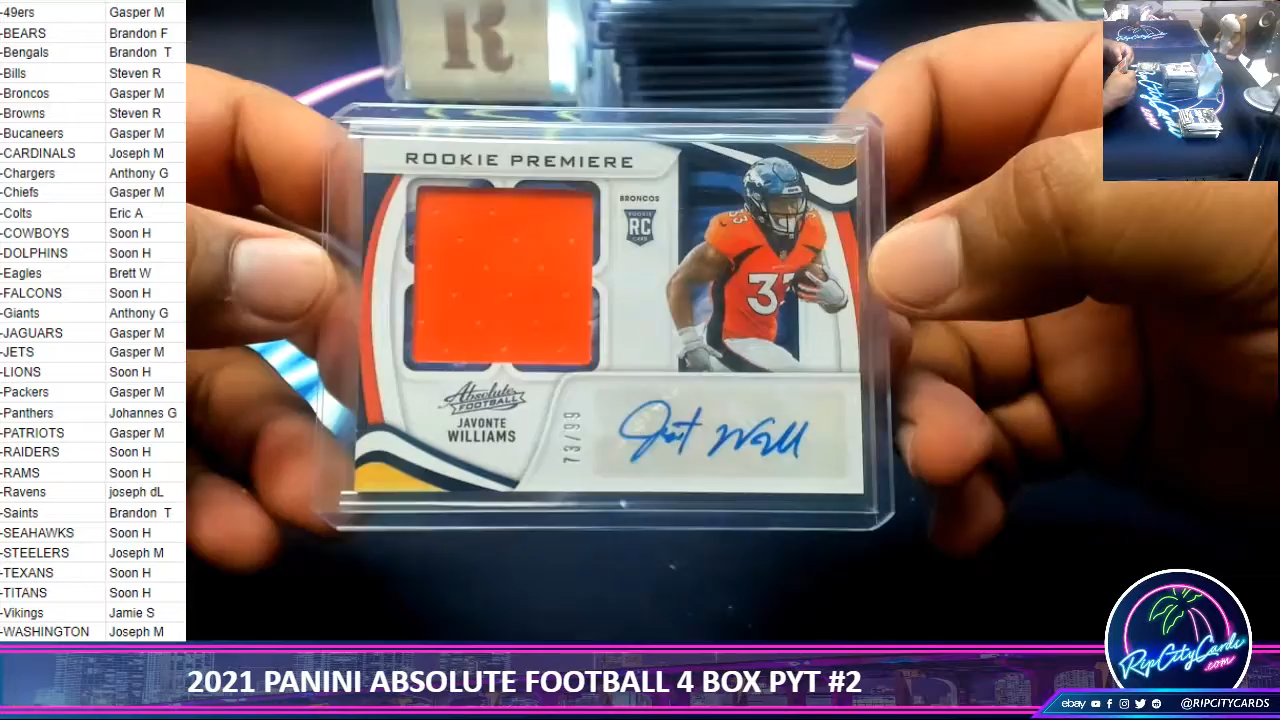 -49ers Gasper M
-BEARS Brandon F
-Bengals Brandon T
-Bills Steven R
-Broncos Gasper M
-Browns Steven R
-Bucaneers Gasper M
-CARDINALS Joseph M
-Chargers Anthony G
-Chiefs Gasper M
-Colts Eric A
-COWBOYS Soon H
-DOLPHINS Soon H
-Eagles Brett W
-FALCONS Soon H
-Giants Anthony G
-JAGUARS Gasper M
-JETS Gasper M
-LIONS Soon H
-Packers Gasper M
-Panthers Johannes G
-PATRIOTS Gasper M
-RAIDERS Soon H
-RAMS Soon H
-Ravens joseph dL
-Saints Brandon T
-SEAHAWKS Soon H
-STEELERS Joseph M
-TEXANS Soon H
-TITANS Soon H
-Vikings Jamie S
-WASHINGTON Joseph M
R
ROOKIE PREMIERE
BRONCOS
ROOKIE
RC
CARD
33
Absolute
FOOTBALL
JAVONTE
WILLIAMS
73/99
2021 PANINI ABSOLUTE FOOTBALL 4 BOX PYT #2
RipCityCards
.com
ebay @RIPCITYCARDS